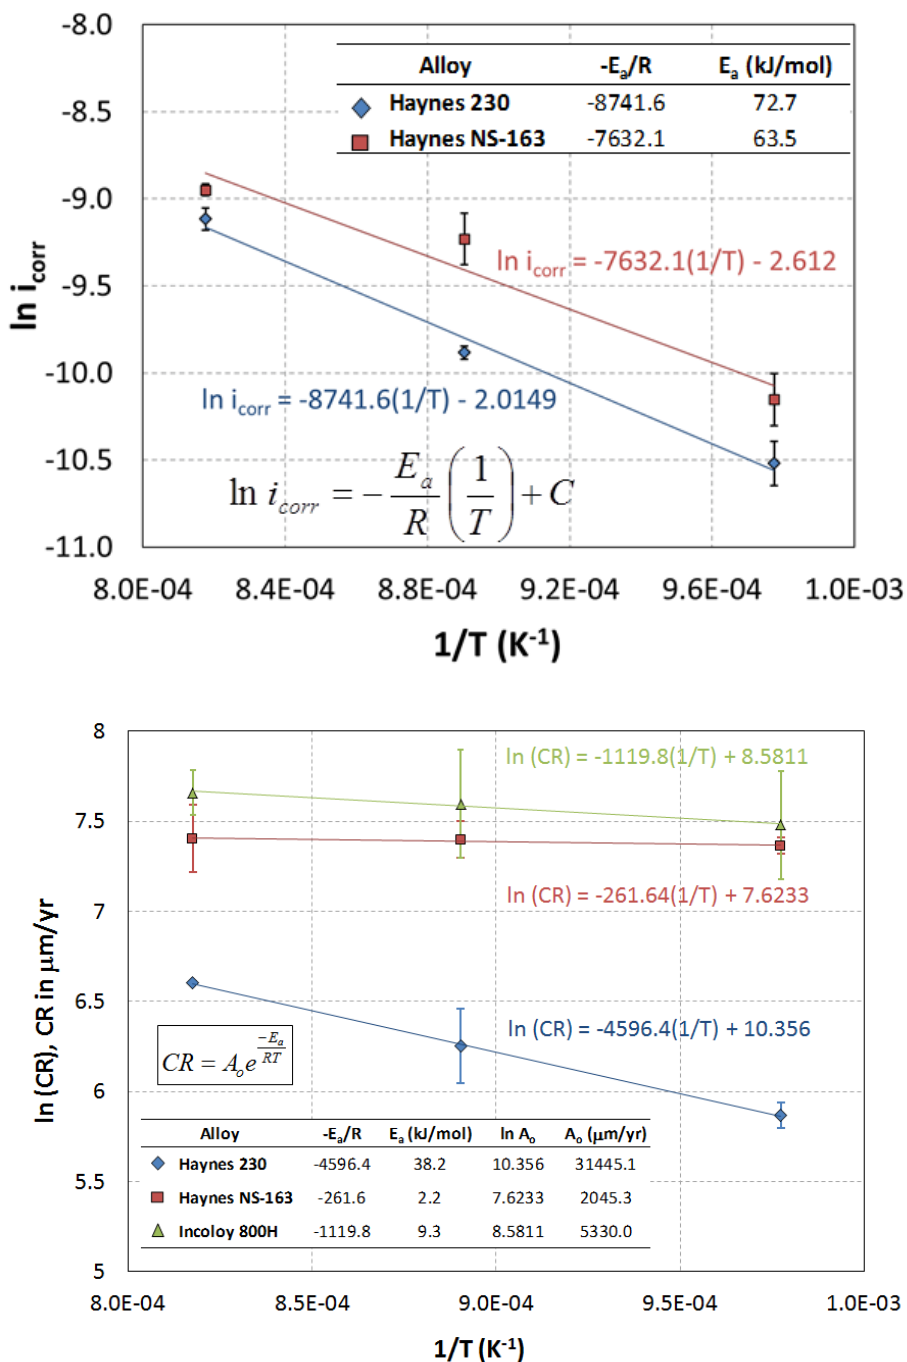 -8.0
Alloy -Ea/R Ea (kJ/mol)
Haynes 230 -8741.6 72.7
-8.5
Haynes NS-163 -7632.1 63.5
-9.0
ln icorr = -7632.1(1/T) - 2.612
ln icorr
-9.5
-10.0
ln icorr = -8741.6(1/T) - 2.0149
-10.5
ln icorr = - Ea/R (1/T) + C
-11.0
8.0E-04 8.4E-04 8.8E-04 9.2E-04 9.6E-04 1.0E-03
1/T (K-1)
8
ln (CR) = -1119.8(1/T) + 8.5811
7.5
ln (CR) = -261.64(1/T) + 7.6233
7
ln (CR), CR in μm/yr
6.5
ln (CR) = -4596.4(1/T) + 10.356
CR = Aoe-Ea/RT
6
Alloy -Ea/R Ea (kJ/mol) ln Ao Ao (μm/yr)
Haynes 230 -4596.4 38.2 10.356 31445.1
5.5
Haynes NS-163 -261.6 2.2 7.6233 2045.3
Incoloy 800H -1119.8 9.3 8.5811 5330.0
5
8.0E-04 8.5E-04 9.0E-04 9.5E-04 1.0E-03
1/T (K-1)